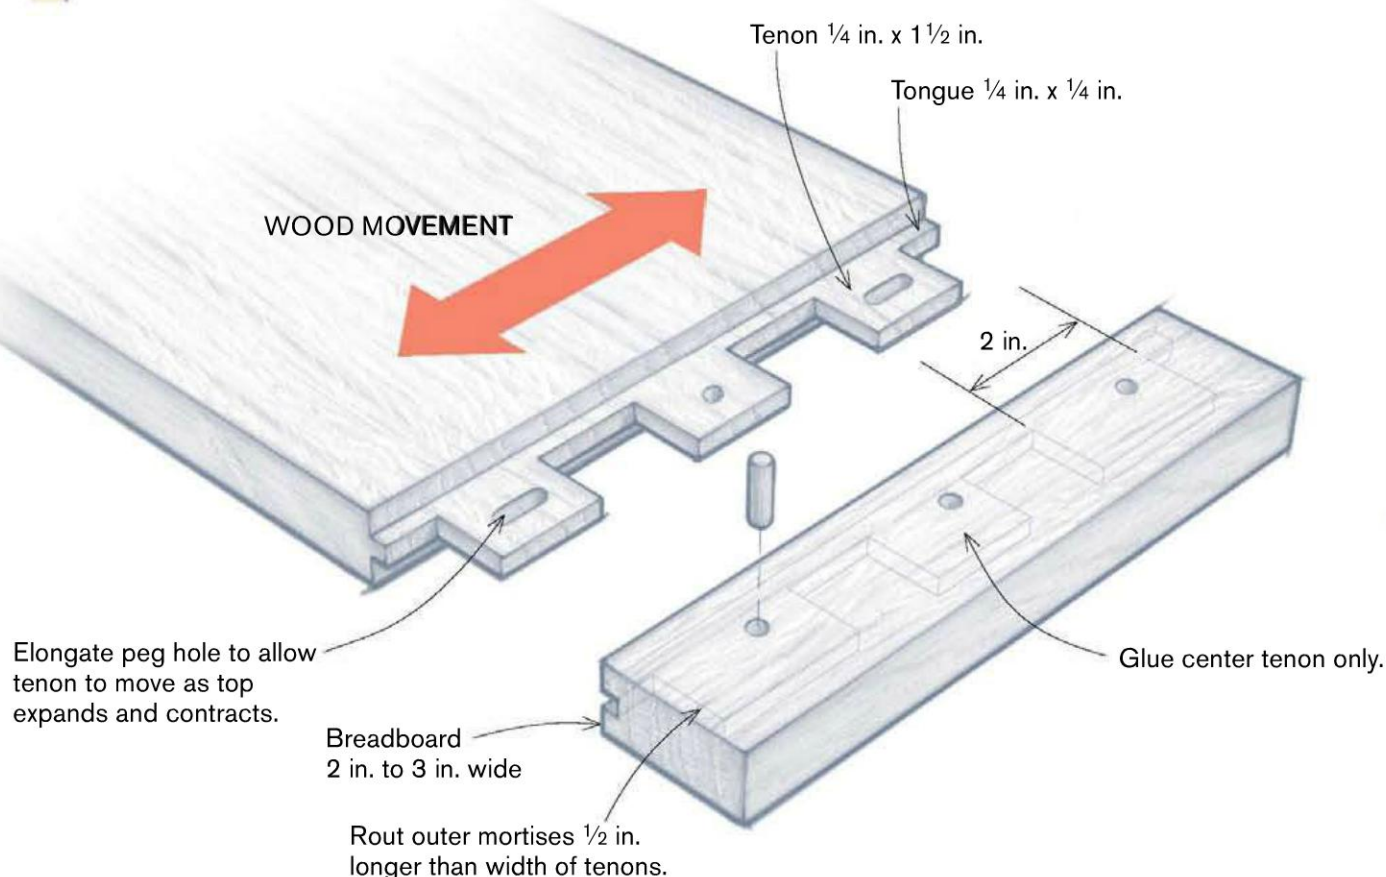 Tenon ¼ in. x 1½ in.
Tongue ¼ in. x ¼ in.
WOOD MOVEMENT
2 in.
Elongate peg hole to allow
tenon to move as top
expands and contracts.
Glue center tenon only.
Breadboard
2 in. to 3 in. wide
Rout outer mortises ½ in.
longer than width of tenons.